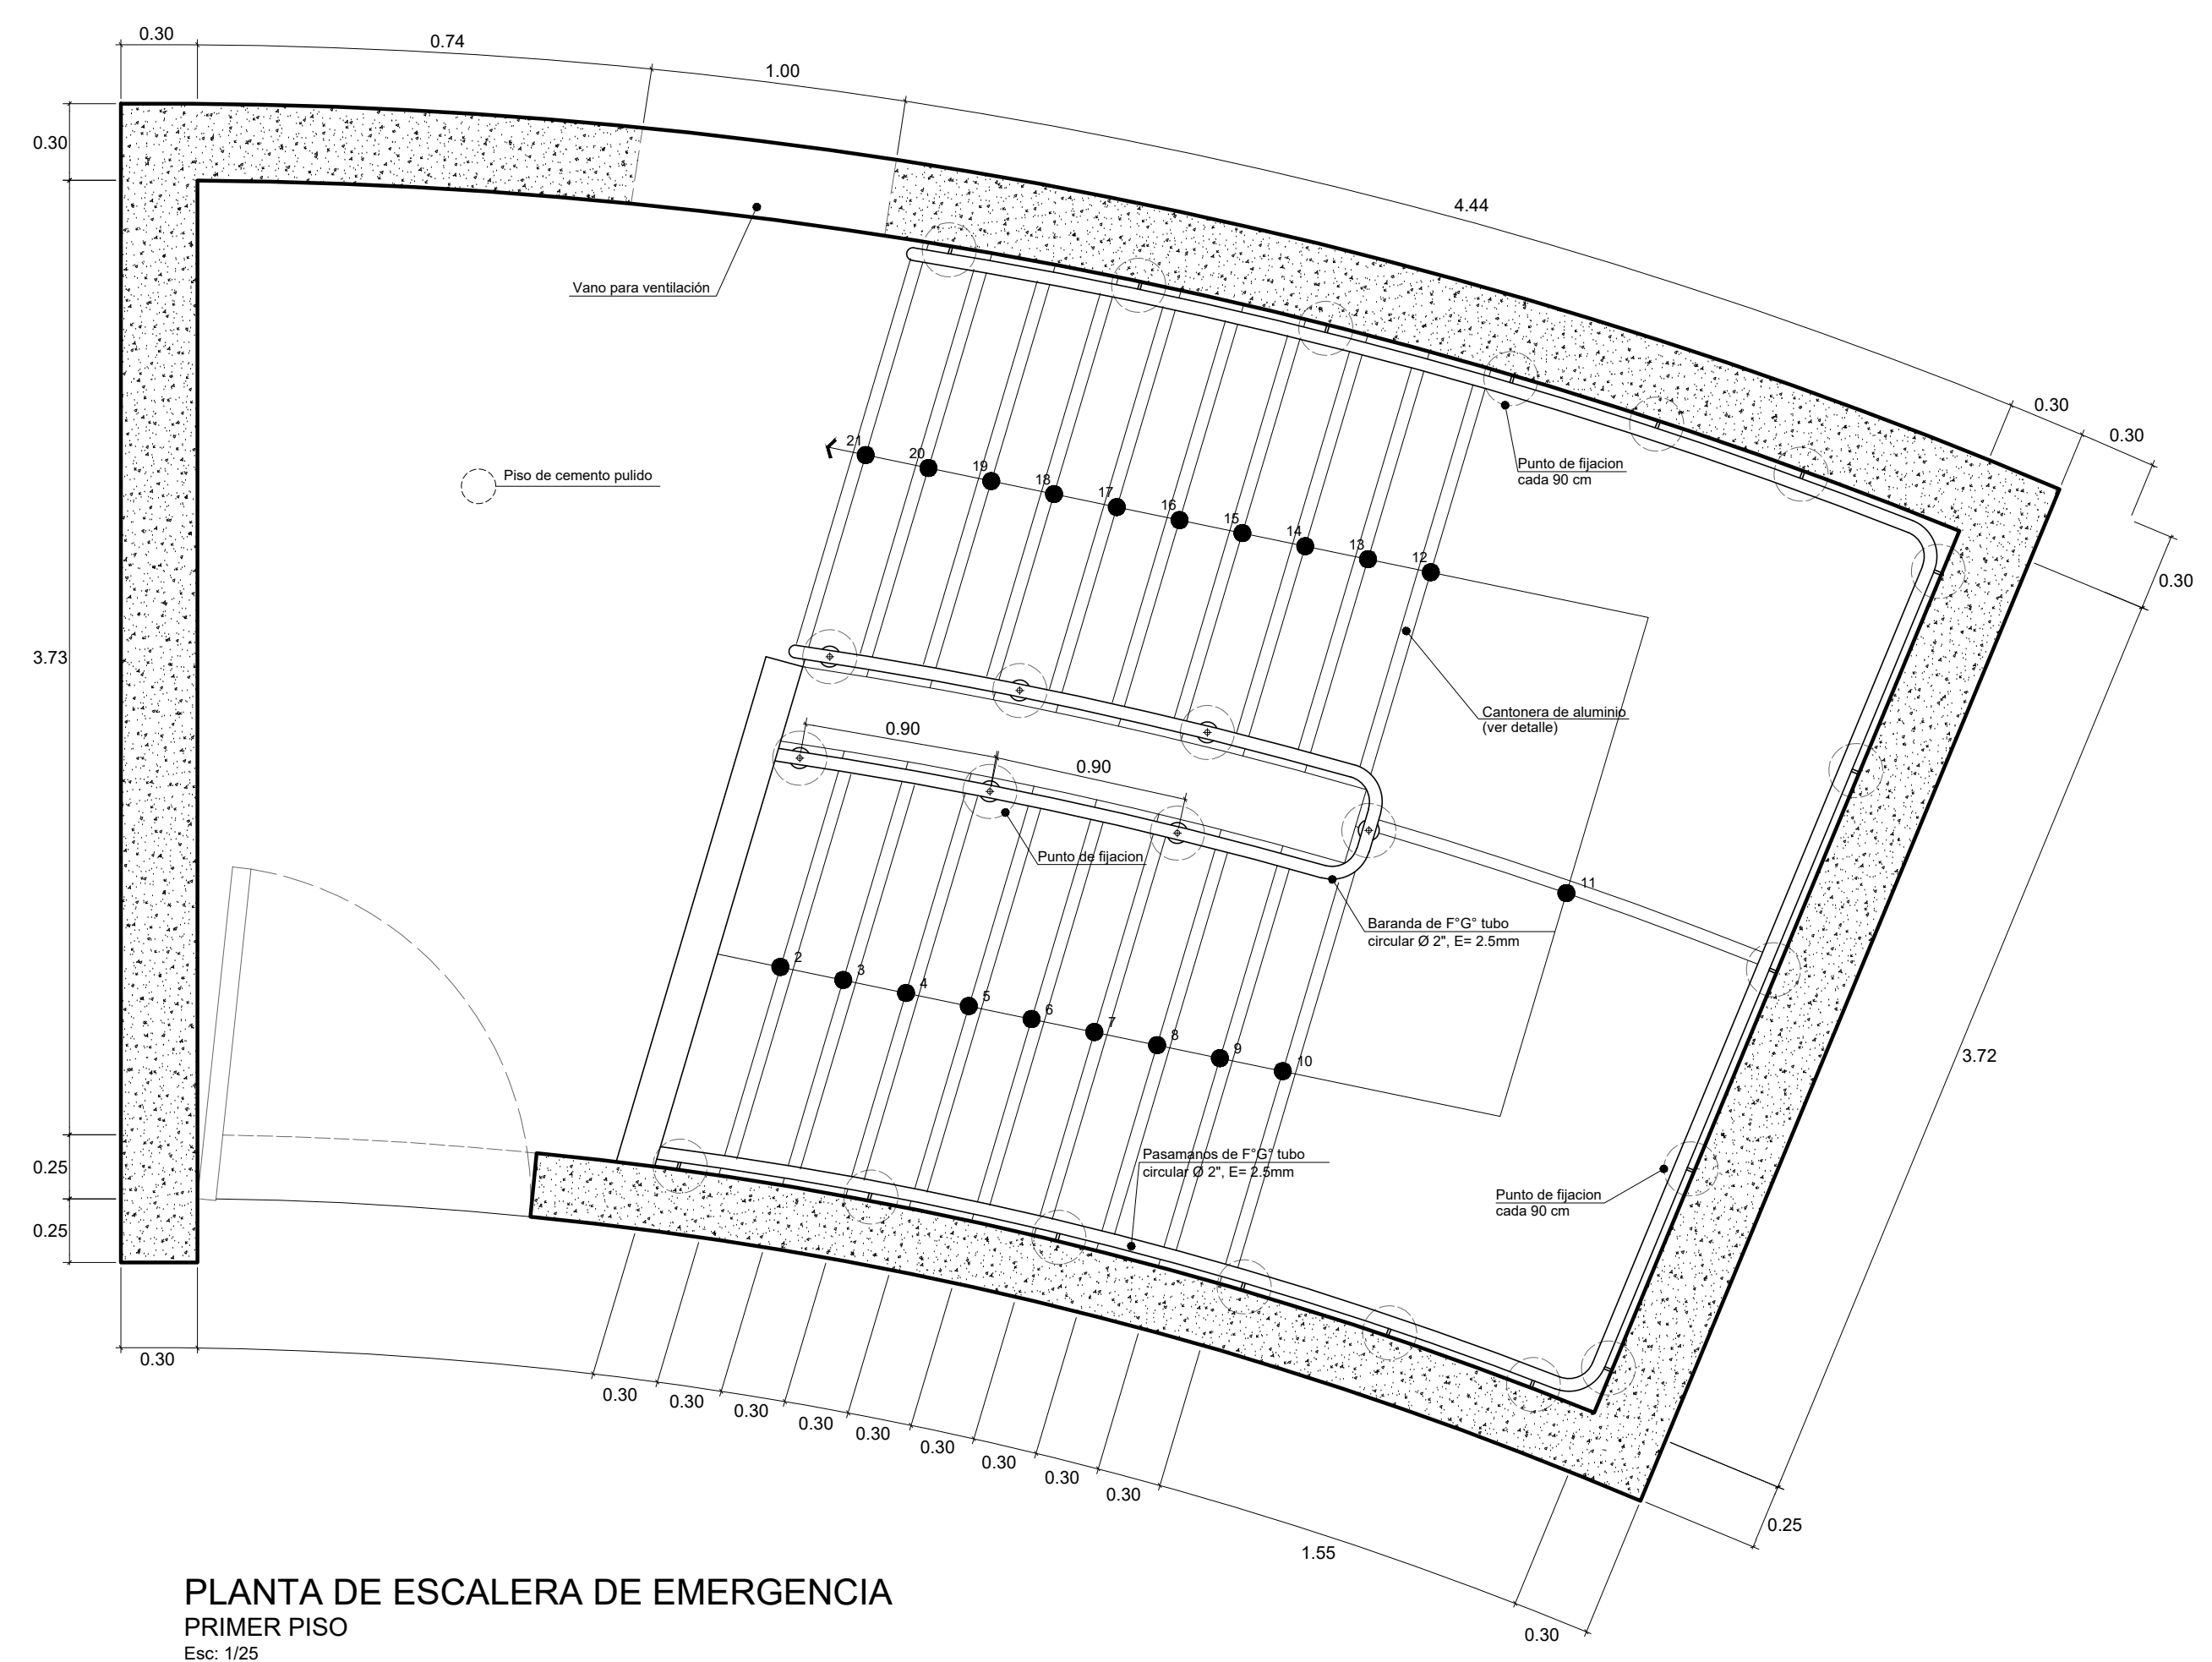 0.30
0.74
1.00
4.44
0.30
0.30
0.30
0.30
Vano para ventilación
Piso de cemento pulido
21
20
19
18
17
16
15
14
13
12
Punto de fijacion
cada 90 cm
3.73
Cantonera de aluminio
(ver detalle)
0.90
0.90
Punto de fijacion
11
Baranda de F°G° tubo
circular Ø 2", E= 2.5mm
2
3
4
5
6
7
8
9
10
3.72
Pasamanos de F°G° tubo
circular Ø 2", E= 2.5mm
Punto de fijacion
cada 90 cm
0.25
0.25
0.30
0.30
0.30
0.30
0.30
0.30
0.30
0.30
0.30
0.30
1.55
0.30
0.25
PLANTA DE ESCALERA DE EMERGENCIA
PRIMER PISO
Esc: 1/25